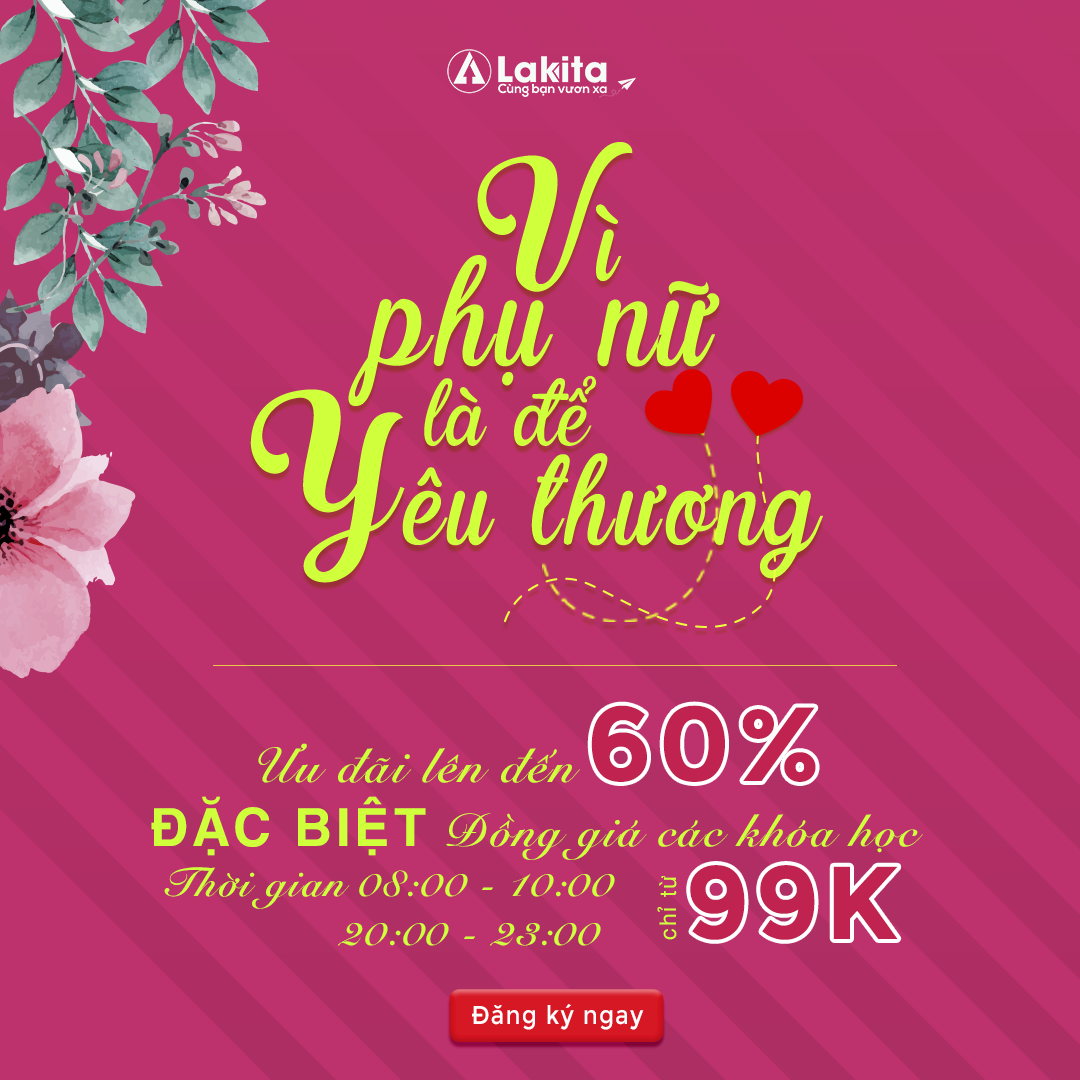 Lakita
Cùng bạn vươn xa
Vì
phụ nữ
là để
Yêu thương
Ưu đãi lên đến 60%
ĐẶC BIỆT Đồng giá các khóa học
Thời gian 08:00 - 10:00
20:00 - 23:00
chỉ từ 99K
Đăng ký ngay